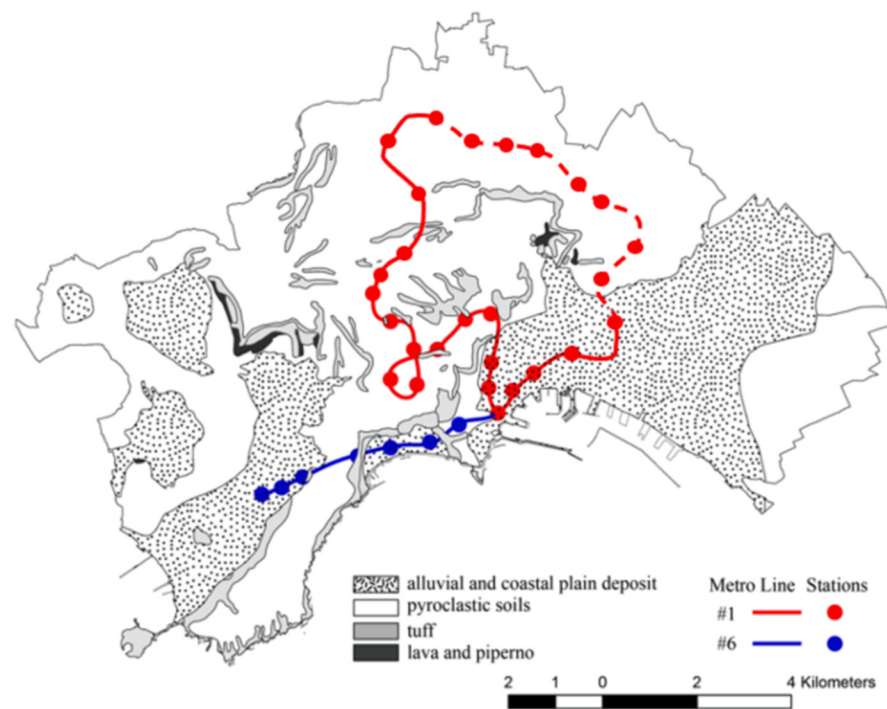 alluvial and coastal plain deposit
pyroclastic soils
tuff
lava and piperno
Metro Line Stations
#1
#6
2 1 0 2 4 Kilometers